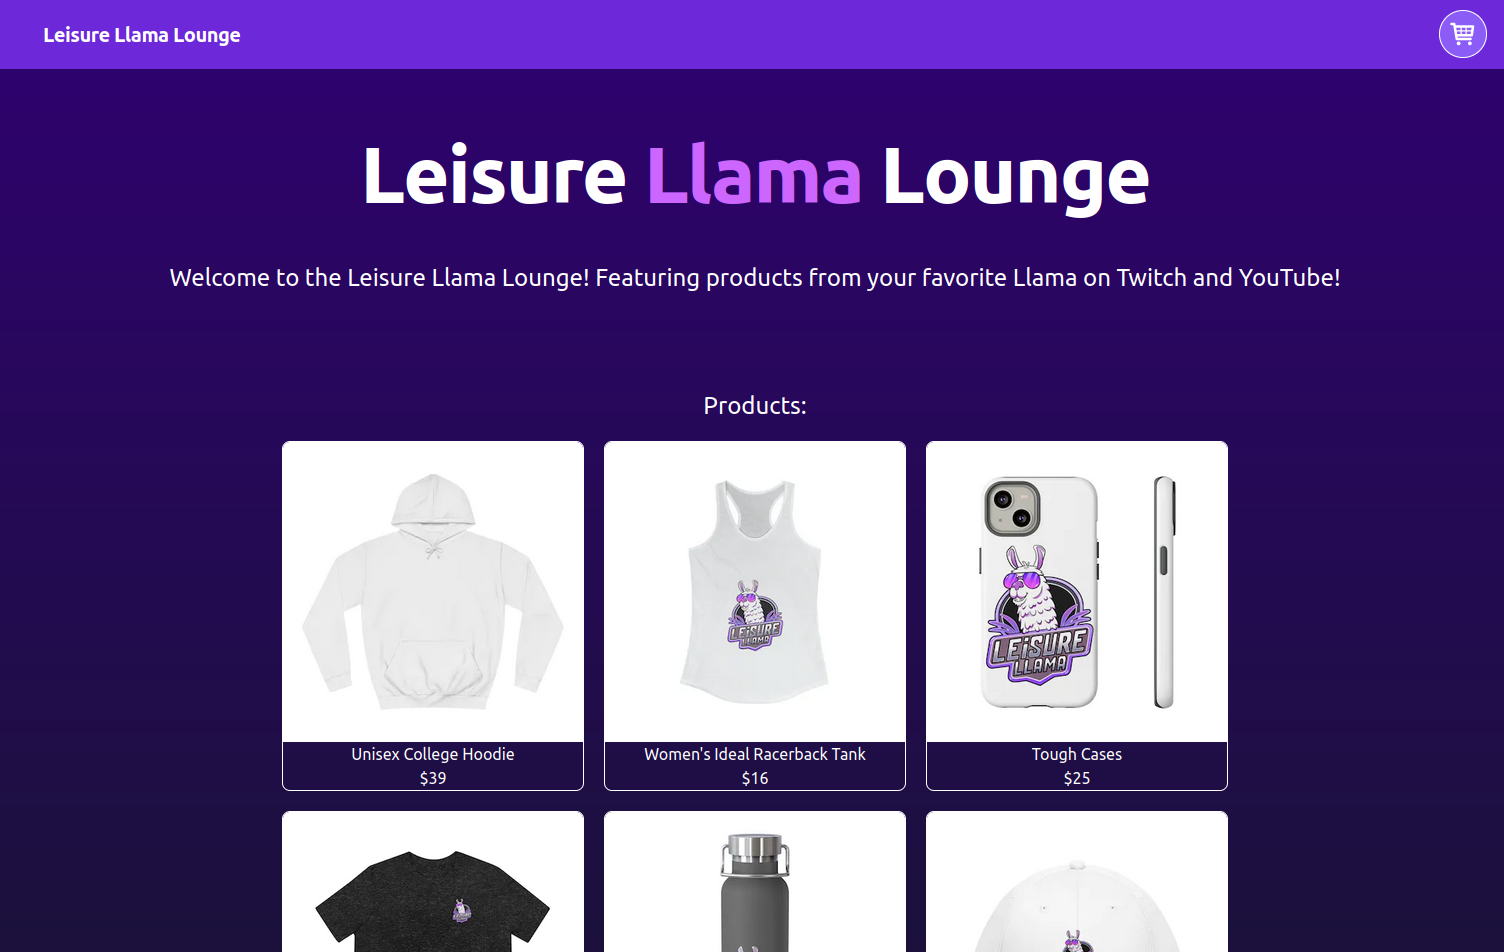 Leisure Llama Lounge
Leisure Llama Lounge
Welcome to the Leisure Llama Lounge! Featuring products from your favorite Llama on Twitch and YouTube!
Products:
LEISURE
LLAMA
LEISURE
LLAMA
Unisex College Hoodie
$39
Women's Ideal Racerback Tank
$16
Tough Cases
$25